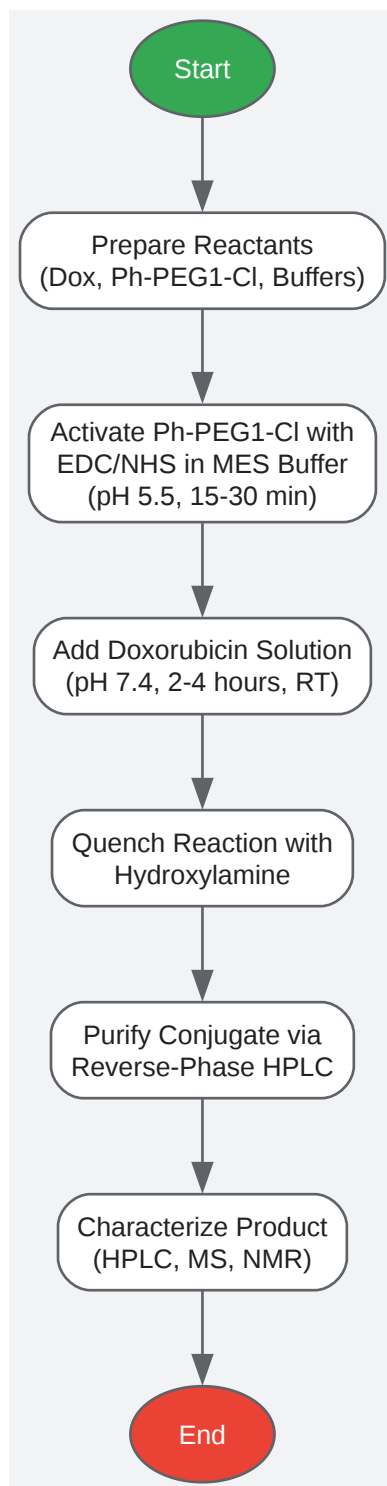 Start
Prepare Reactants
(Dox, Ph-PEG1-Cl, Buffers)
Activate Ph-PEG1-Cl with
EDC/NHS in MES Buffer
(pH 5.5, 15-30 min)
Add Doxorubicin Solution
(pH 7.4, 2-4 hours, RT)
Quench Reaction with
Hydroxylamine
Purify Conjugate via
Reverse-Phase HPLC
Characterize Product
(HPLC, MS, NMR)
End